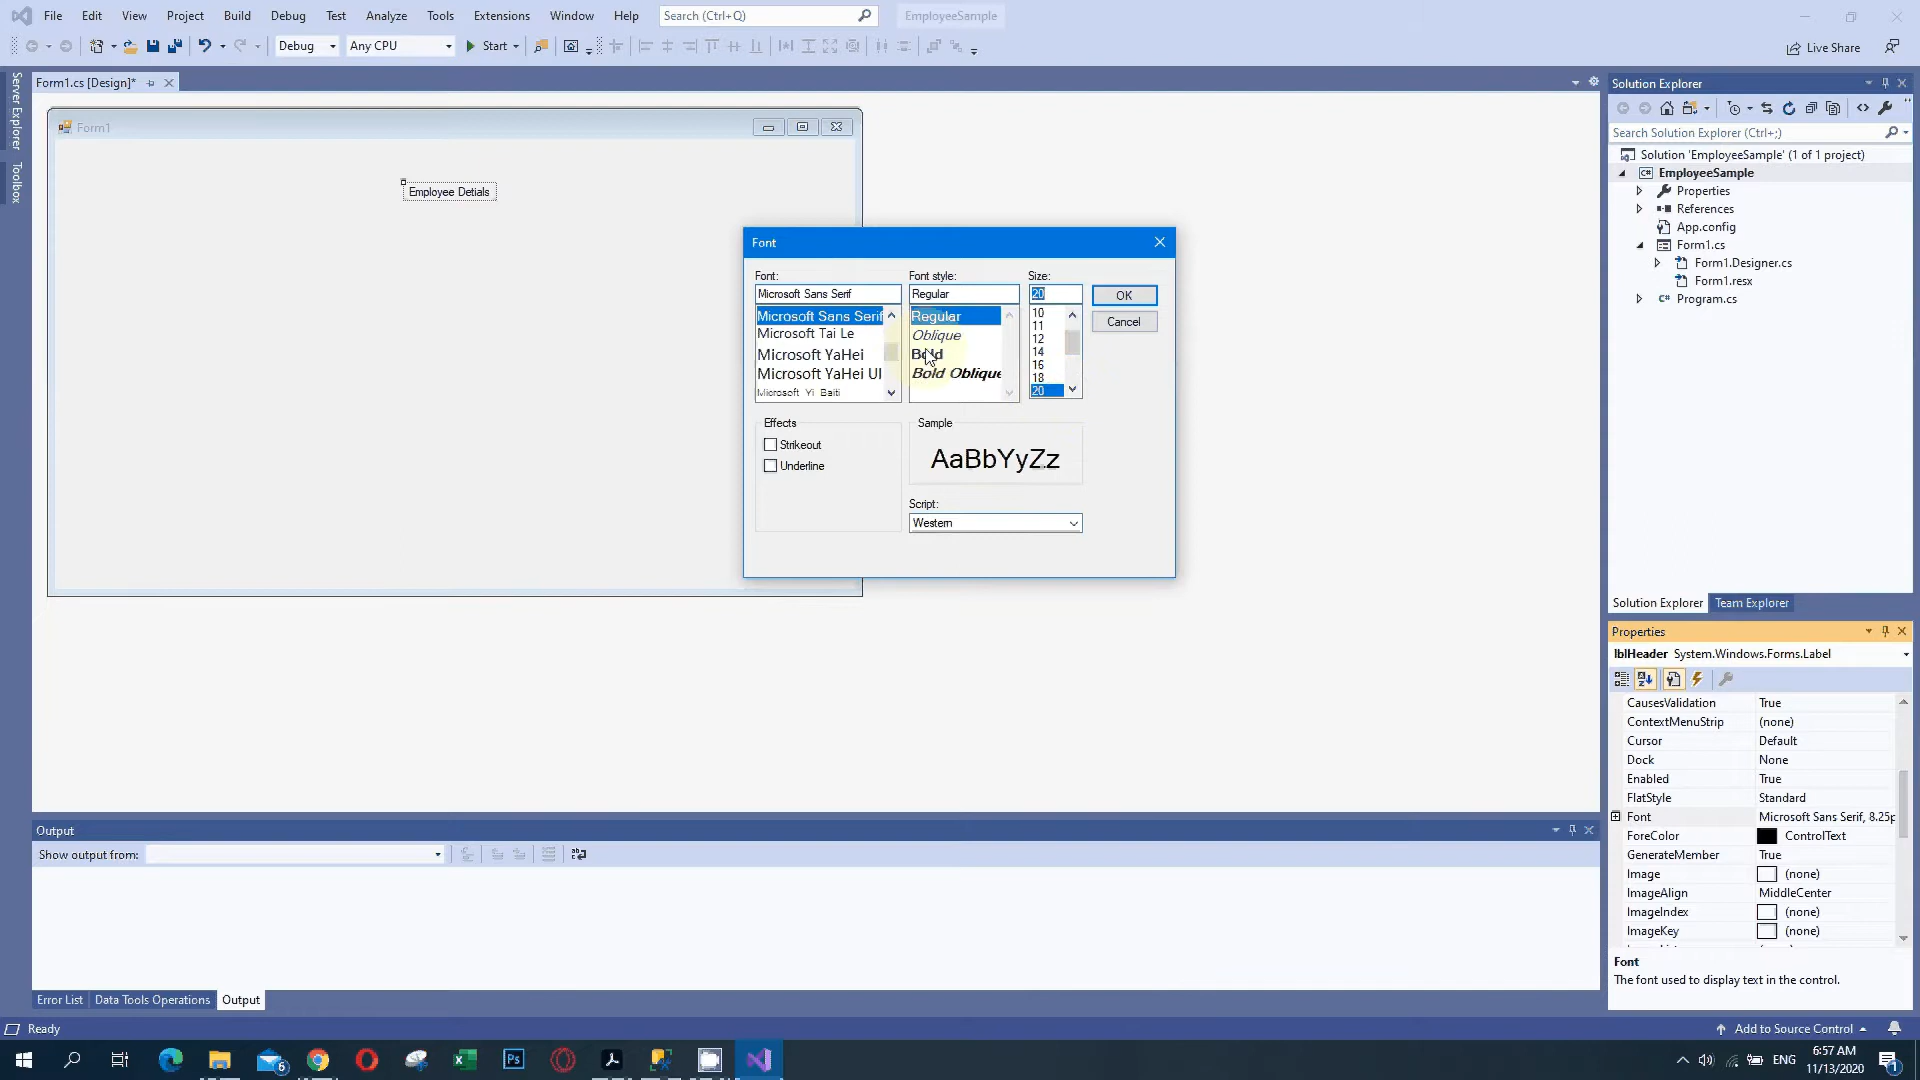 File Edit View Project Build Debug Test Analyze Tools Extensions Window Help Search (Ctrl+Q) EmployeeSample
Debug Any CPU Start Live Share
Server Explorer
Toolbox
Form1.cs [Design]*
Form1
Employee Detials
Font
Font: Font style: Size:
Microsoft Sans Serif Regular 20 OK
Microsoft Sans Serif Regular 10
Microsoft Tai Le Oblique 11
Microsoft YaHei Bold 12
Microsoft YaHei UI Bold Oblique 14
Microsoft Yi Baiti 16
18
20
Cancel
Effects
Strikeout
Underline
Sample
AaBbYyZz
Script:
Western
Solution Explorer
Search Solution Explorer (Ctrl+;)
Solution 'EmployeeSample' (1 of 1 project)
EmployeeSample
Properties
References
App.config
Form1.cs
Form1.Designer.cs
Form1.resx
Program.cs
Solution Explorer Team Explorer
Properties
lblHeader System.Windows.Forms.Label
CausesValidation True
ContextMenuStrip (none)
Cursor Default
Dock None
Enabled True
FlatStyle Standard
Font Microsoft Sans Serif, 8.25p
ForeColor ControlText
GenerateMember True
Image (none)
ImageAlign MiddleCenter
ImageIndex (none)
ImageKey (none)
Font
The font used to display text in the control.
Output
Show output from:
Error List Data Tools Operations Output
Ready Add to Source Control
6 ENG 6:57 AM
11/13/2020 1